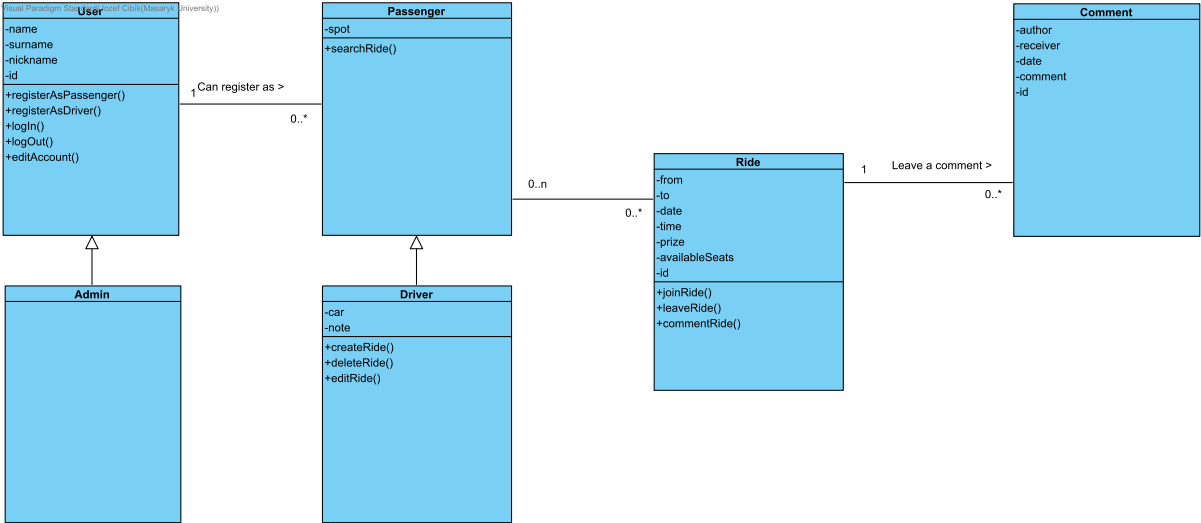 Visual Paradigm Standard(Jozef Cibík(Masaryk University))
User
-name
-surname
-nickname
-id
+registerAsPassenger()
+registerAsDriver()
+logIn()
+logOut()
+editAccount()
1
Can register as >
0..*
Passenger
-spot
+searchRide()
0..n
0..*
Admin
Driver
-car
-note
+createRide()
+deleteRide()
+editRide()
Ride
-from
-to
-date
-time
-prize
-availableSeats
-id
+joinRide()
+leaveRide()
+commentRide()
1
Leave a comment >
0..*
Comment
-author
-receiver
-date
-comment
-id